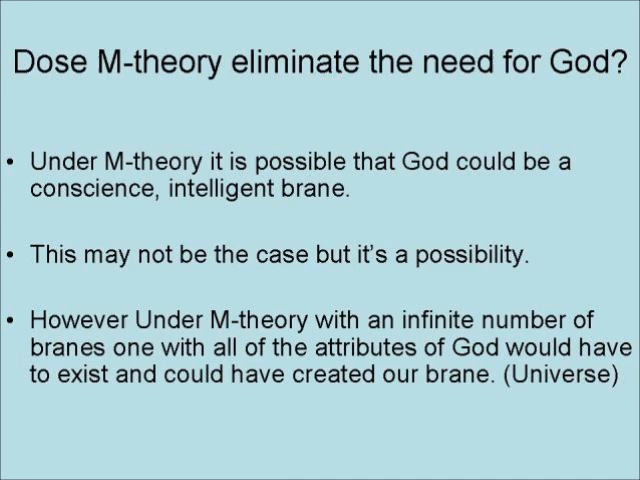 Dose M-theory eliminate the need for God?
• Under M-theory it is possible that God could be a
conscience, intelligent brane.
• This may not be the case but it's a possibility.
• However Under M-theory with an infinite number of
branes one with all of the attributes of God would have
to exist and could have created our brane. (Universe)